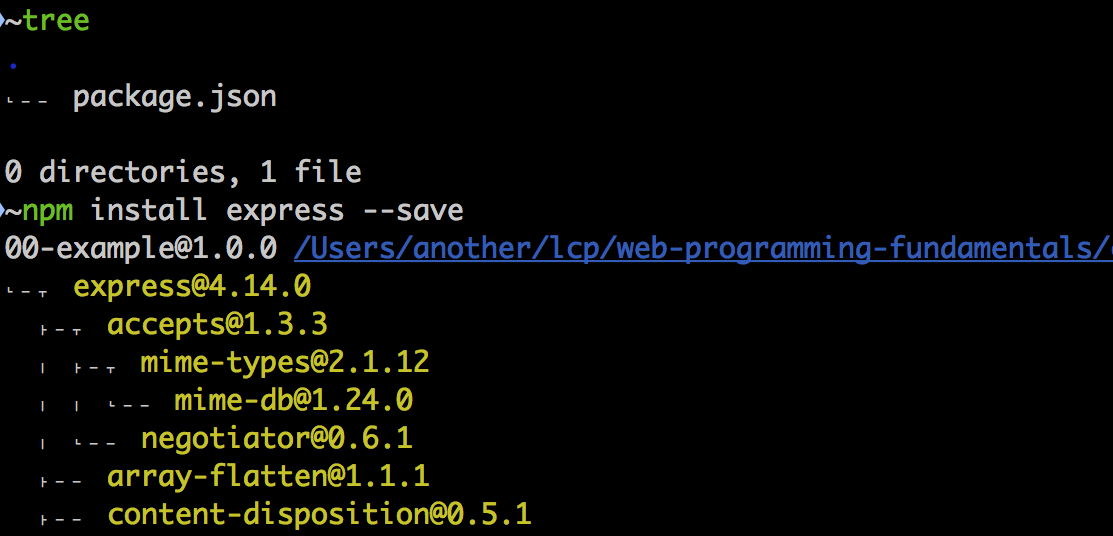 ~tree
.
└── package.json
0 directories, 1 file
~npm install express --save
00-example@1.0.0 /Users/another/lcp/web-programming-fundamentals/
└─┬ express@4.14.0
├─┬ accepts@1.3.3
│ ├─┬ mime-types@2.1.12
│ │ └── mime-db@1.24.0
│ └── negotiator@0.6.1
├── array-flatten@1.1.1
├── content-disposition@0.5.1